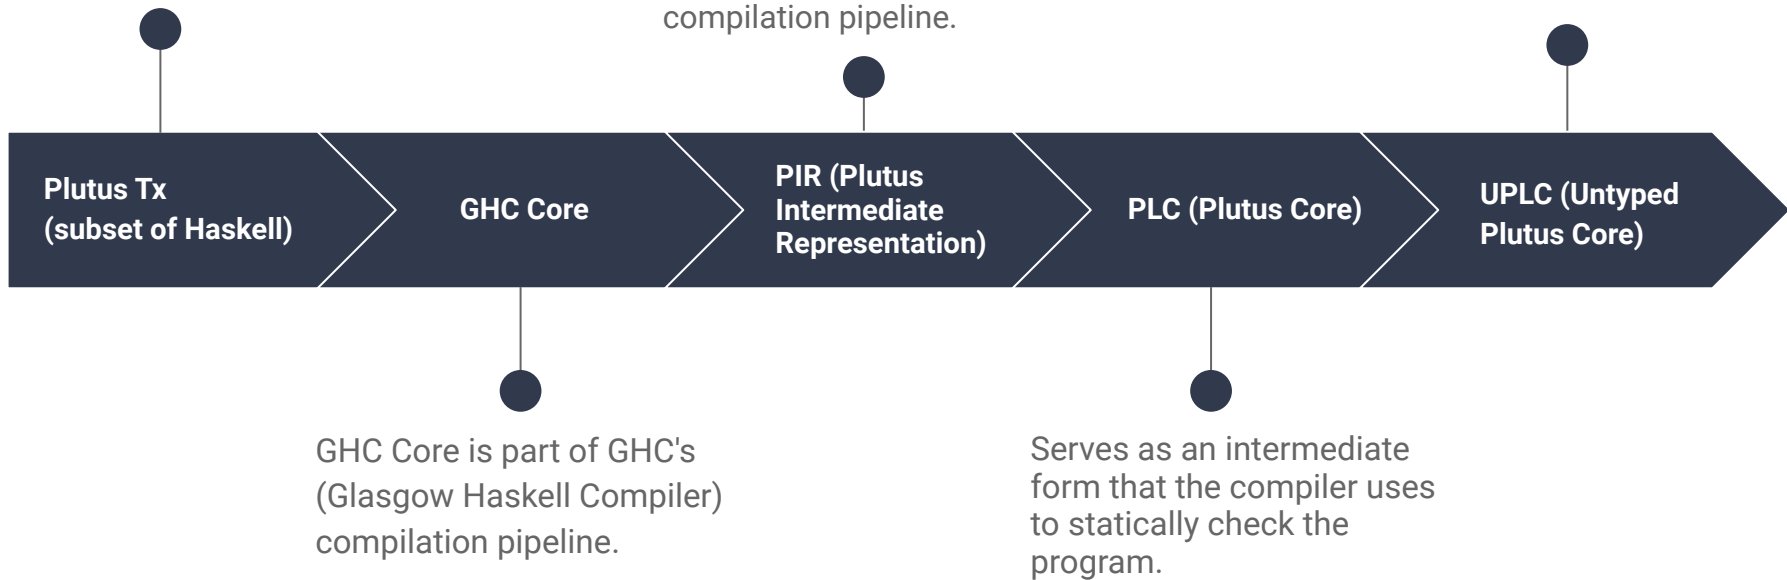 compilation pipeline.
Plutus Tx
(subset of Haskell)
GHC Core
PIR (Plutus
Intermediate
Representation)
PLC (Plutus Core)
UPLC (Untyped
Plutus Core)
GHC Core is part of GHC's
(Glasgow Haskell Compiler)
compilation pipeline.
Serves as an intermediate
form that the compiler uses
to statically check the
program.